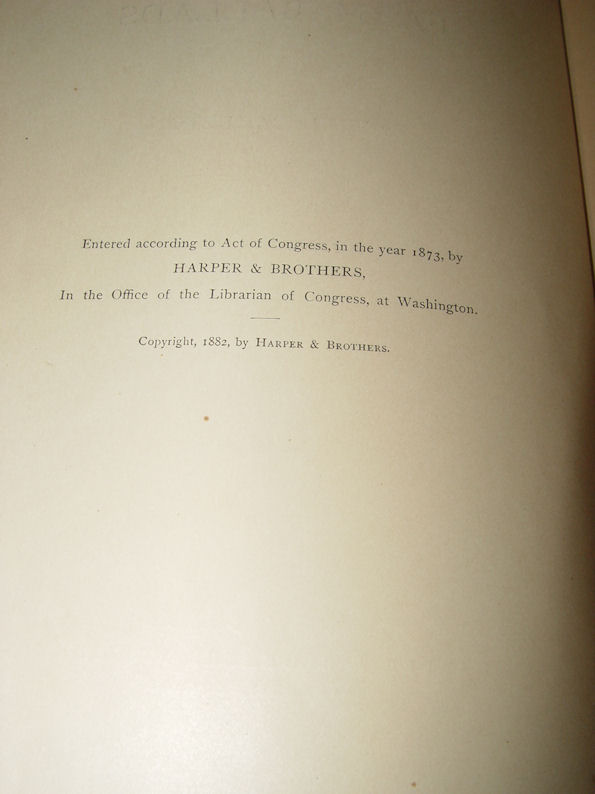 Entered according to Act of Congress, in the year 1873, by
HARPER & BROTHERS,
In the Office of the Librarian of Congress, at Washington.
Copyright, 1882, by HARPER & BROTHERS.